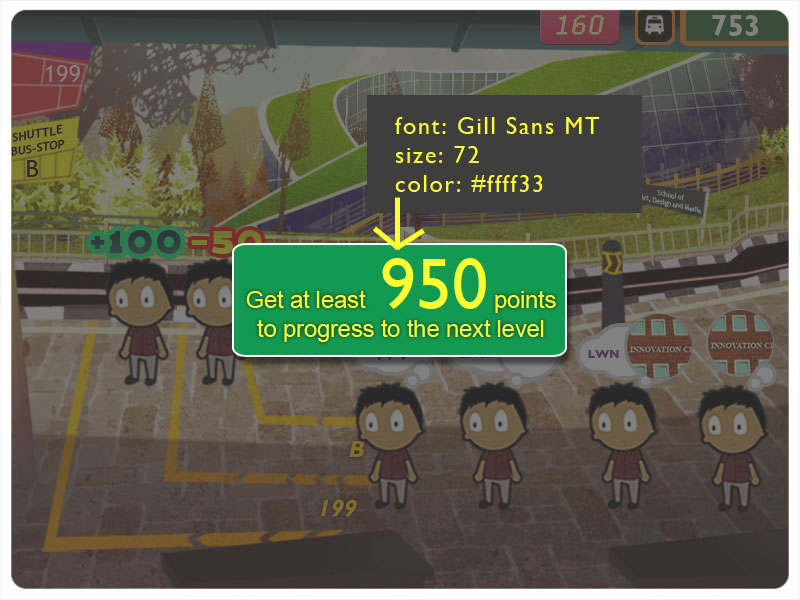 160
753
199
SHUTTLE
BUS-STOP
B
font: Gill Sans MT
size: 72
color: #ffff33
School of
Art, Design and Media
+100
-50
Get at least 950 points
to progress to the next level
LWN
INNOVATION
B
199